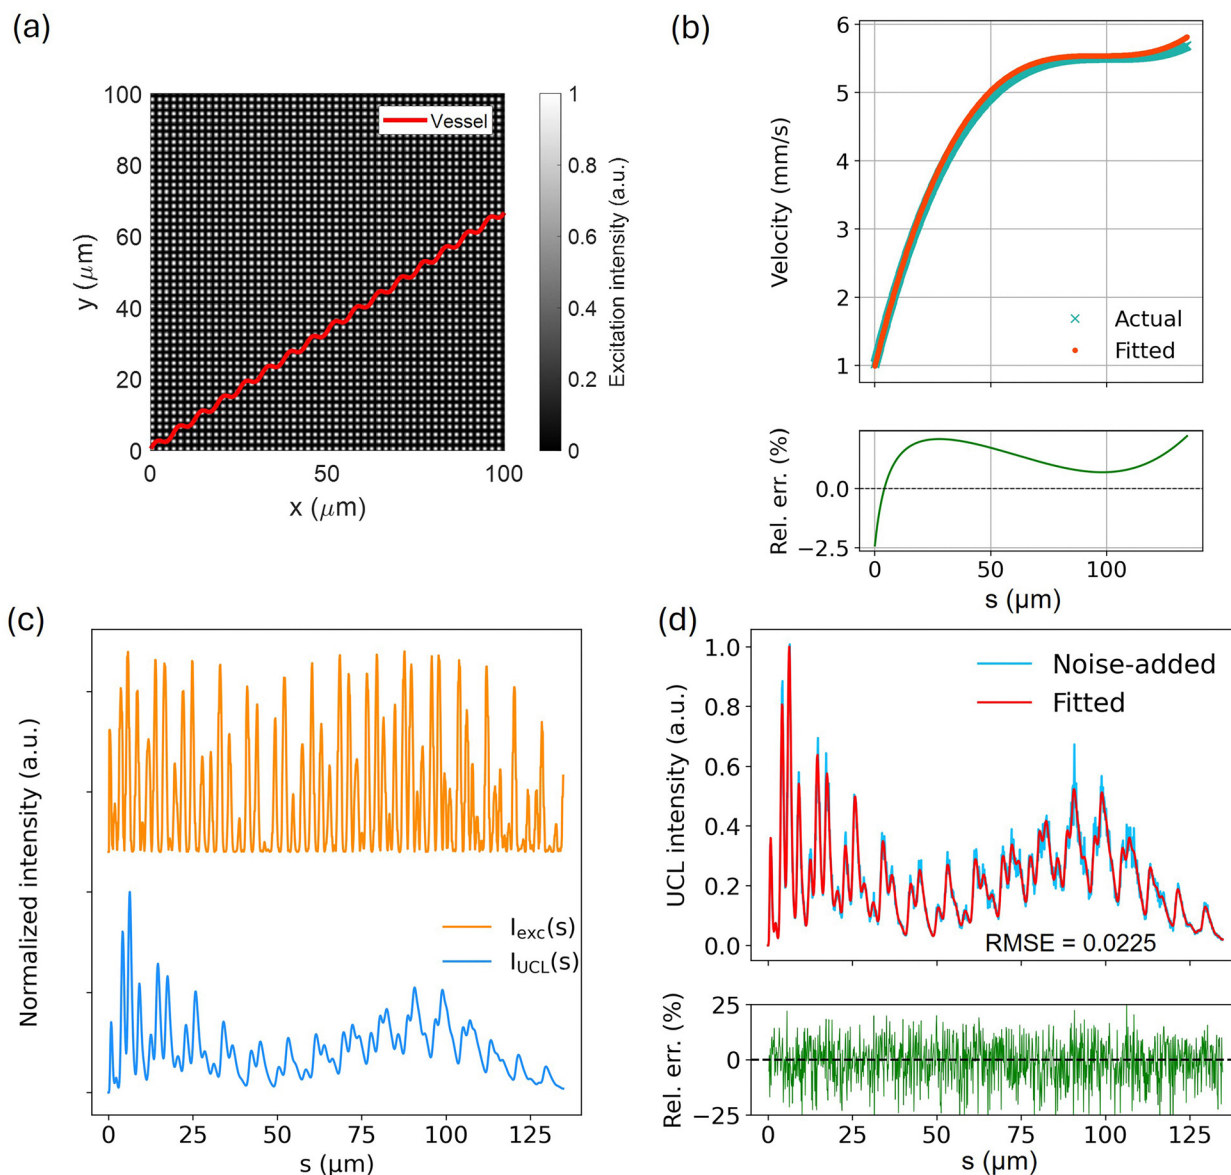 (a)
100
80
60
40
20
0
y (μm)
0
50
100
x (μm)
Vessel
1
0.8
0.6
0.4
0.2
0
Excitation intensity (a.u.)
(b)
6
5
4
3
2
1
Velocity (mm/s)
Actual
Fitted
0.0
−2.5
Rel. err. (%)
0
50
100
s (μm)
(c)
Normalized intensity (a.u.)
I_exc(s)
I_UCL(s)
0
25
50
75
100
125
s (μm)
(d)
1.0
0.8
0.6
0.4
0.2
0.0
UCL intensity (a.u.)
Noise-added
Fitted
RMSE = 0.0225
25
0
−25
Rel. err. (%)
0
25
50
75
100
125
s (μm)